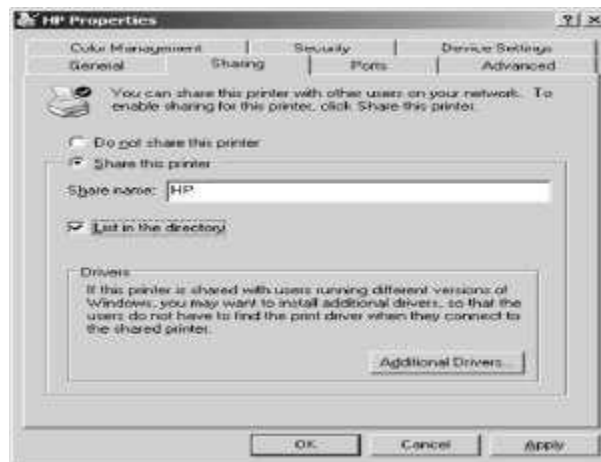 HP Properties
Color Management Security Device Settings
General Sharing Ports Advanced
You can share this printer with other users on your network. To
enable sharing for this printer, click Share this printer.
Do not share this printer
Share this printer
Share name: HP
List in the directory
Drivers
If this printer is shared with users running different versions of
Windows, you may want to install additional drivers, so that the
users do not have to find the print driver when they connect to
the shared printer.
Additional Drivers...
OK Cancel Apply